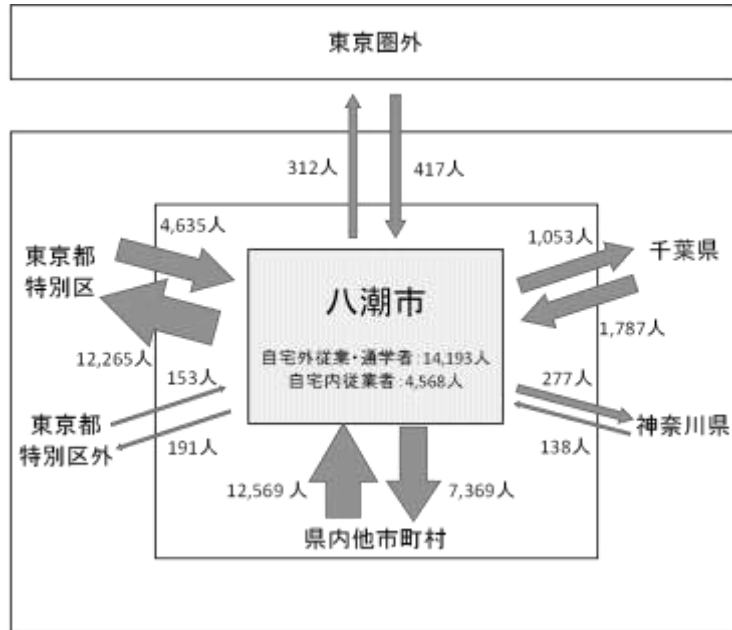 東京圏外
312人
417人
4,635人
1,053人
東京都
特別区
千葉県
八潮市
自宅外従業・通学者:14,193人
自宅内従業者:4,568人
12,265人
1,787人
153人
277人
東京都
特別区外
神奈川県
191人
138人
12,569人
7,369人
県内他市町村